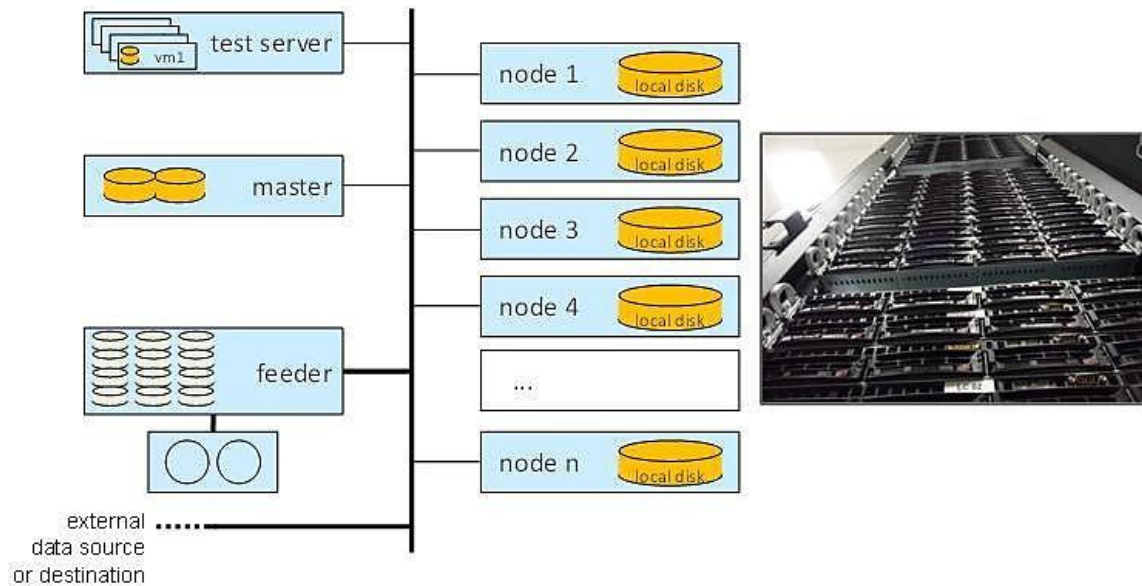 test server
vm1
master
feeder
external
data source
or destination
node 1
local disk
node 2
local disk
node 3
local disk
node 4
local disk
...
node n
local disk